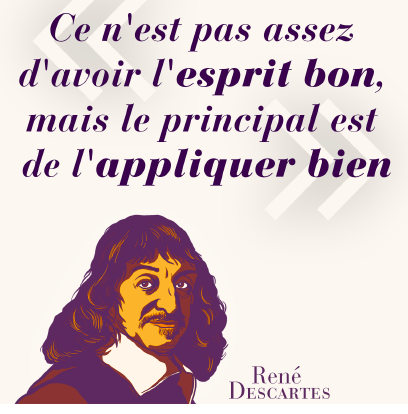 Ce n'est pas assez
d'avoir l'esprit bon,
mais le principal est
de l'appliquer bien
René
Descartes